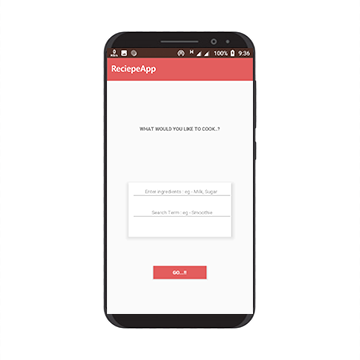 100% 9:36
ReciepeApp
WHAT WOULD YOU LIKE TO COOK..?
Enter ingredients : eg - Milk, Sugar
Search Term : eg - Smoothie
GO...!!